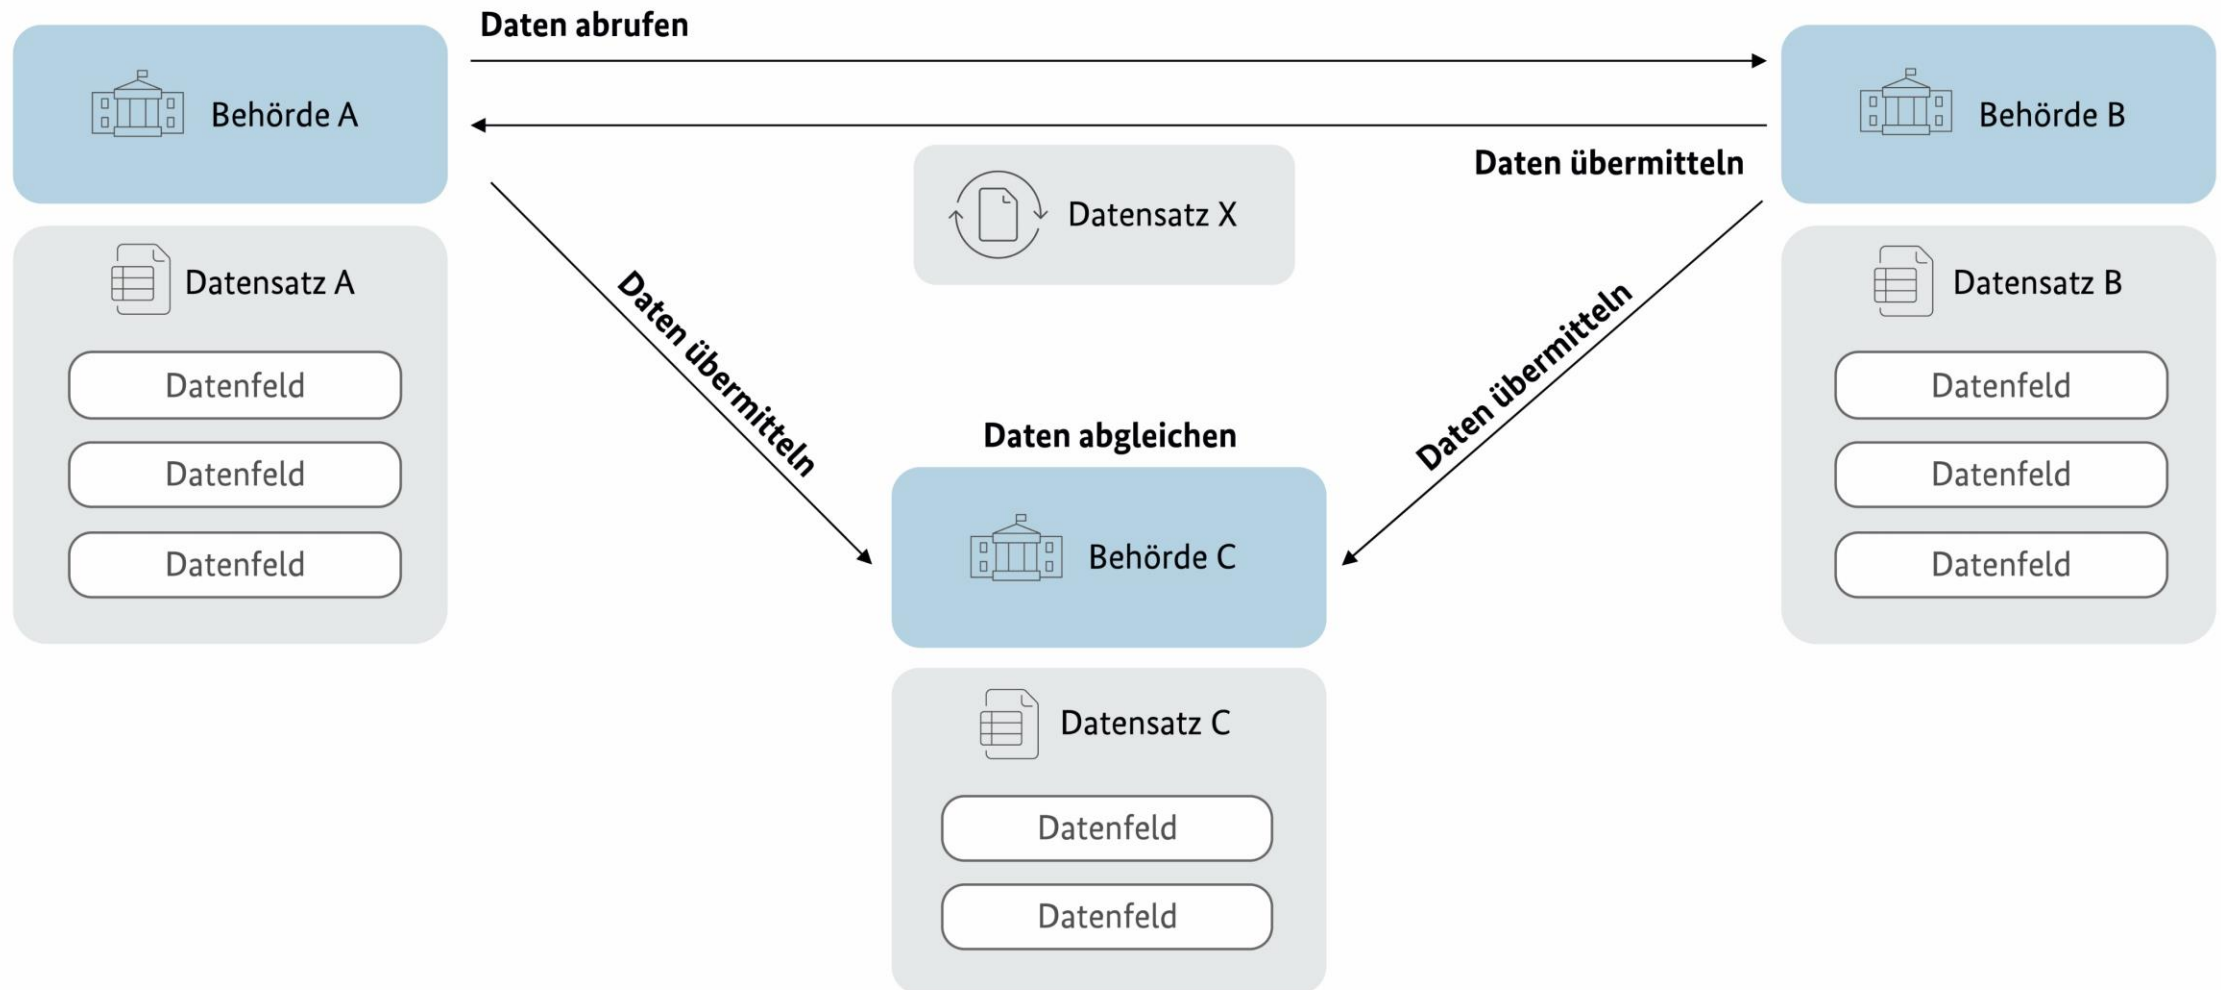 Daten abrufen
Behörde A
Behörde B
Daten übermitteln
Datensatz X
Datensatz A
Datenfeld
Datenfeld
Datenfeld
Daten übermitteln
Daten übermitteln
Datensatz B
Datenfeld
Datenfeld
Datenfeld
Daten abgleichen
Behörde C
Datensatz C
Datenfeld
Datenfeld